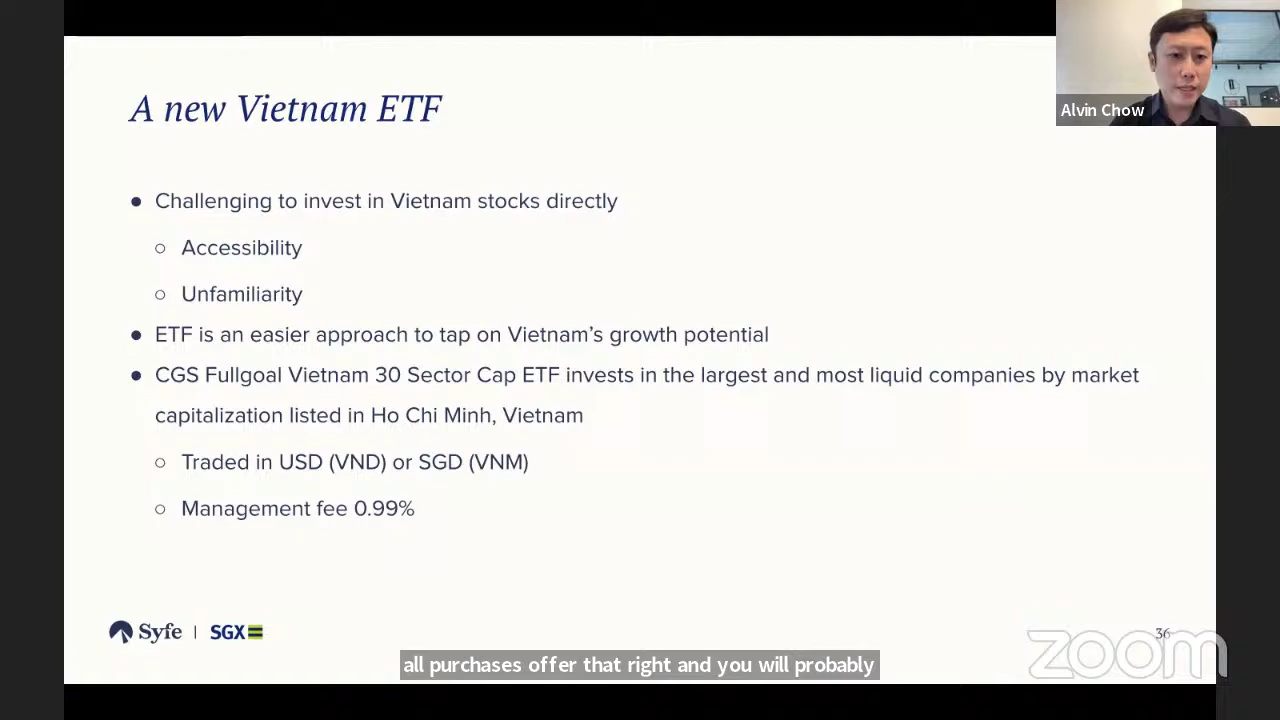 A new Vietnam ETF
Alvin Chow
● Challenging to invest in Vietnam stocks directly
○ Accessibility
○ Unfamiliarity
● ETF is an easier approach to tap on Vietnam’s growth potential
● CGS Fullgoal Vietnam 30 Sector Cap ETF invests in the largest and most liquid companies by market
capitalization listed in Ho Chi Minh, Vietnam
○ Traded in USD (VND) or SGD (VNM)
○ Management fee 0.99%
Syfe | SGX
36
zoom
all purchases offer that right and you will probably